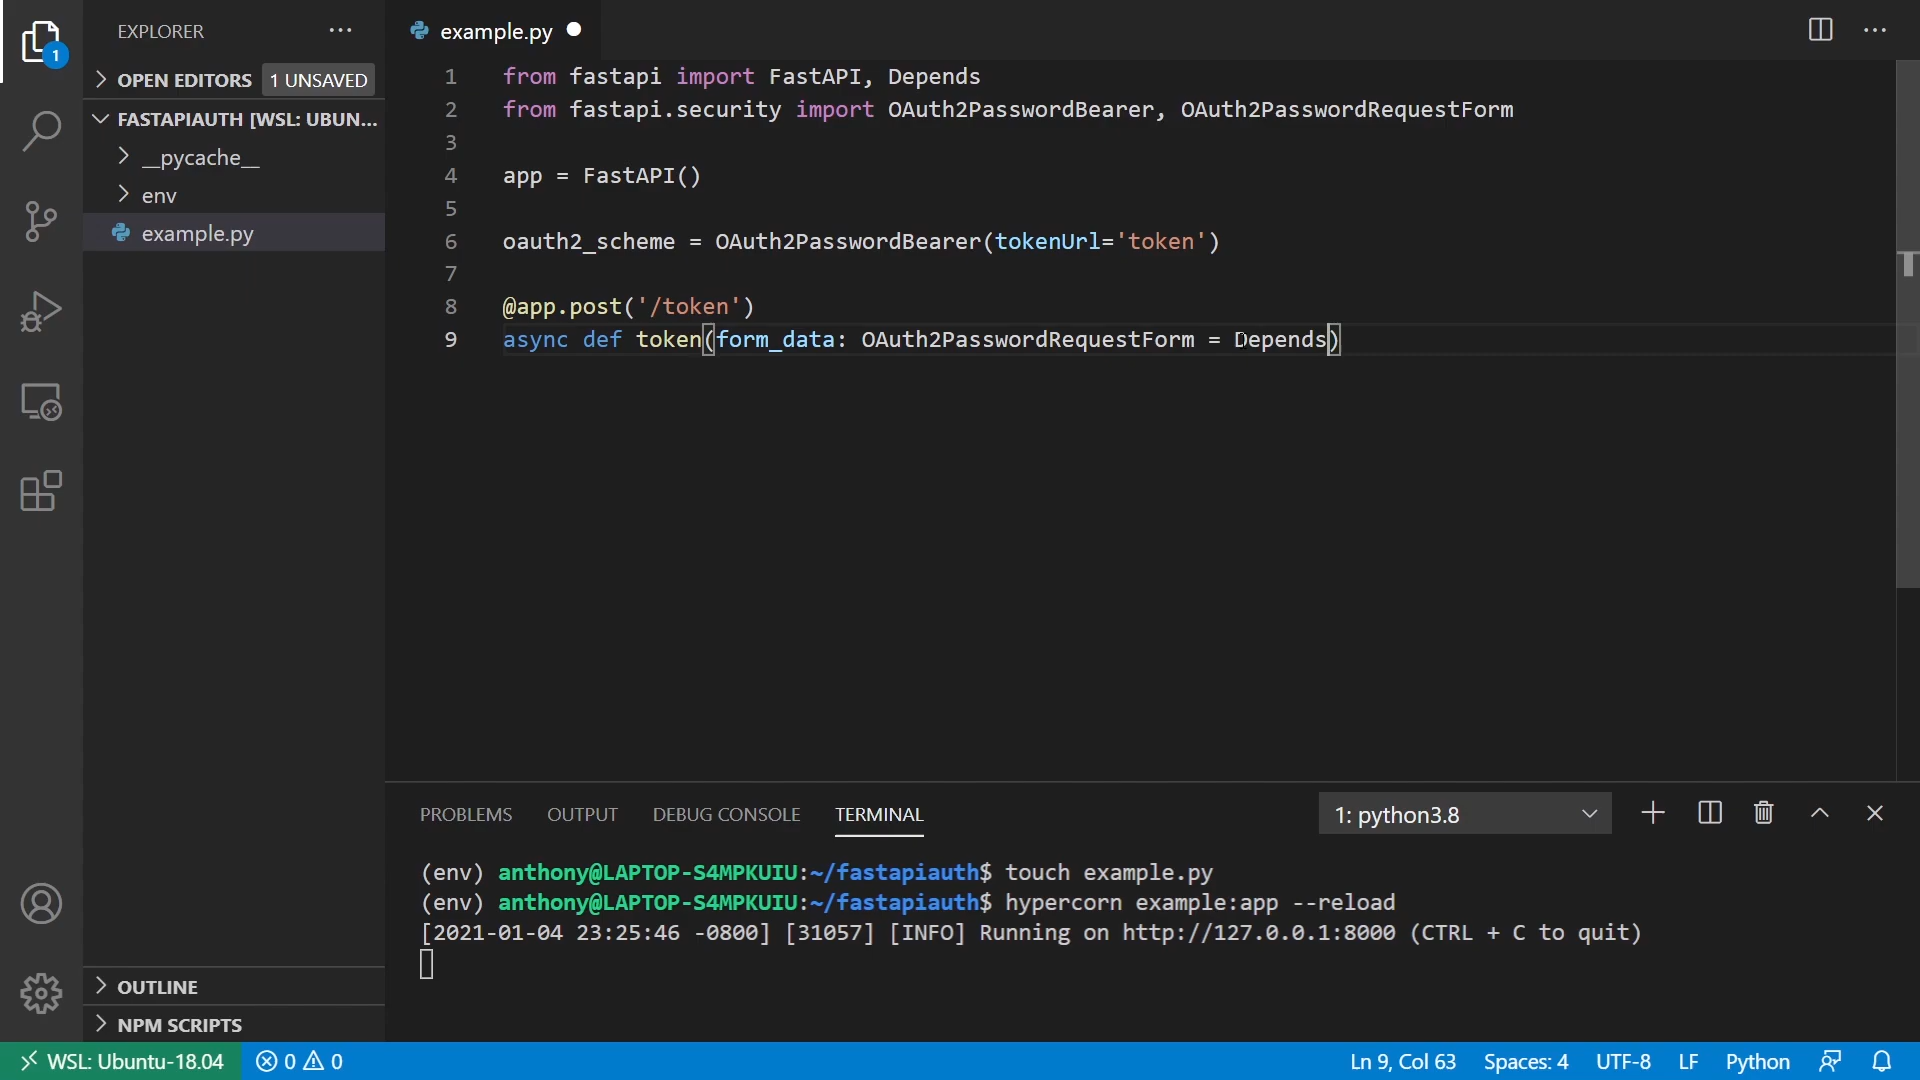 EXPLORER
OPEN EDITORS 1 UNSAVED
FASTAPIAUTH [WSL: UBUN...
__pycache__
env
example.py
OUTLINE
NPM SCRIPTS
1
example.py
1 from fastapi import FastAPI, Depends
2 from fastapi.security import OAuth2PasswordBearer, OAuth2PasswordRequestForm
3
4 app = FastAPI()
5
6 oauth2_scheme = OAuth2PasswordBearer(tokenUrl='token')
7
8 @app.post('/token')
9 async def token(form_data: OAuth2PasswordRequestForm = Depends)
PROBLEMS OUTPUT DEBUG CONSOLE TERMINAL 1: python3.8
(env) anthony@LAPTOP-S4MPKUIU:~/fastapiauth$ touch example.py
(env) anthony@LAPTOP-S4MPKUIU:~/fastapiauth$ hypercorn example:app --reload
[2021-01-04 23:25:46 -0800] [31057] [INFO] Running on http://127.0.0.1:8000 (CTRL + C to quit)
WSL: Ubuntu-18.04 0 0 Ln 9, Col 63 Spaces: 4 UTF-8 LF Python